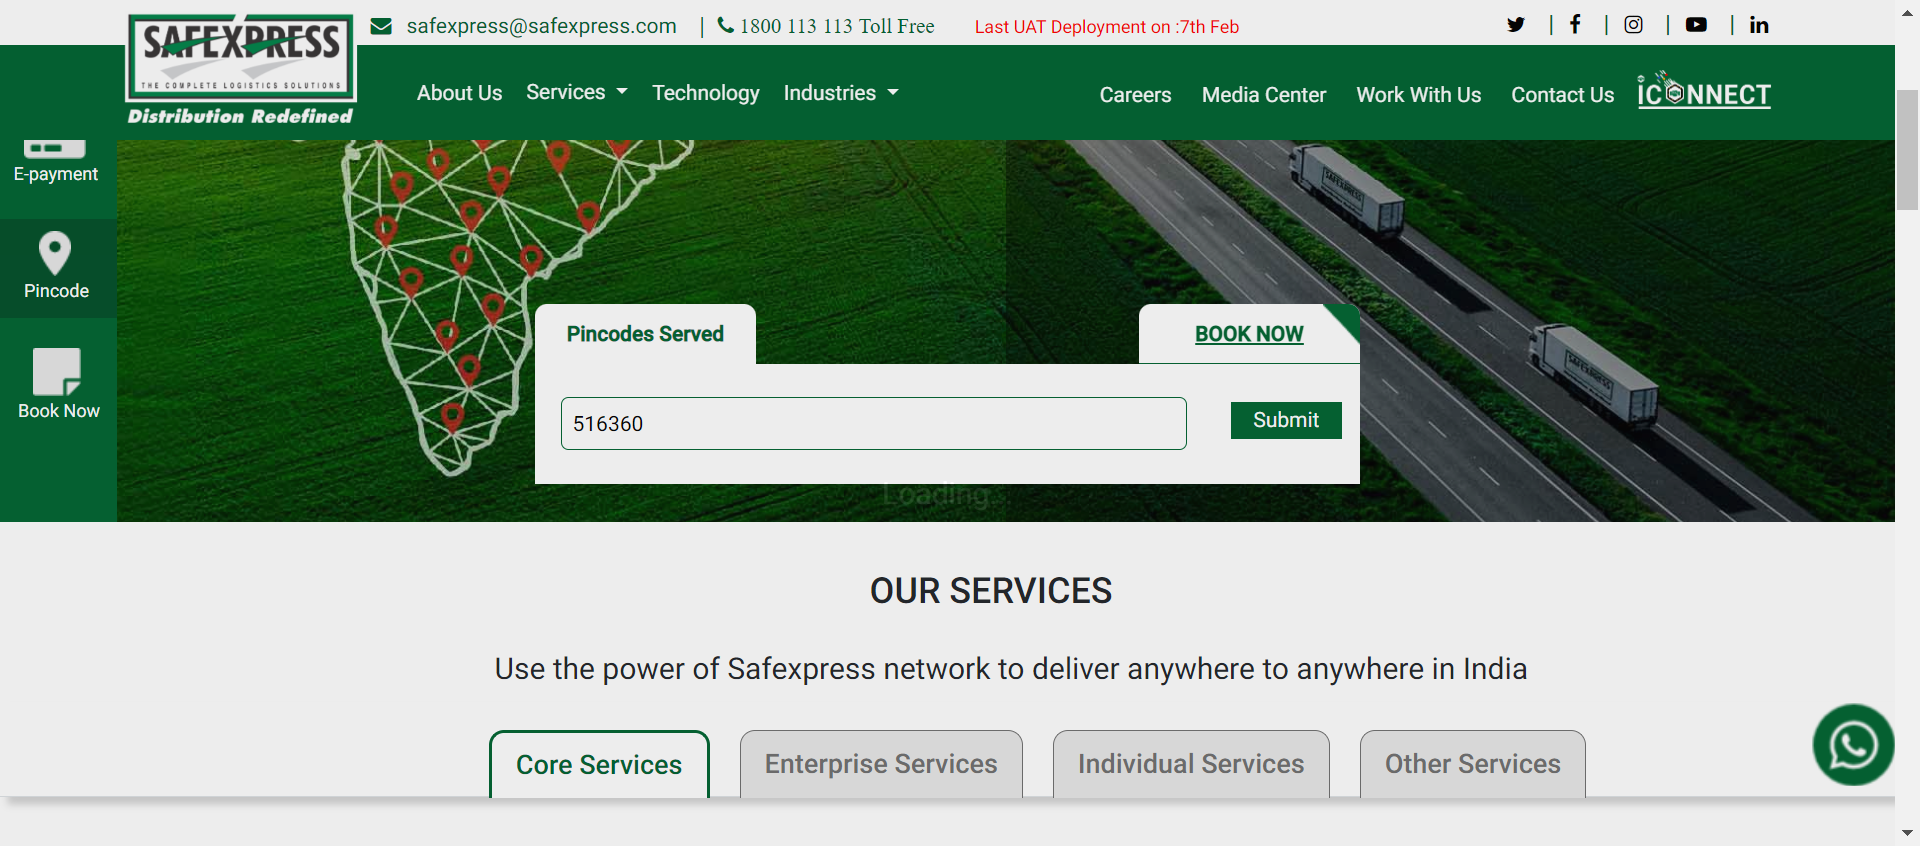 SAFEXPRESS
THE COMPLETE LOGISTICS SOLUTIONS
Distribution Redefined
safexpress@safexpress.com | 1800 113 113 Toll Free Last UAT Deployment on :7th Feb
About Us Services Technology Industries Careers Media Center Work With Us Contact Us iCONNECT
E-payment
Pincode
Book Now
SAFEXPRESS
SAFEXPRESS
Pincodes Served BOOK NOW
516360 Submit
Loading...
OUR SERVICES
Use the power of Safexpress network to deliver anywhere to anywhere in India
Core Services Enterprise Services Individual Services Other Services